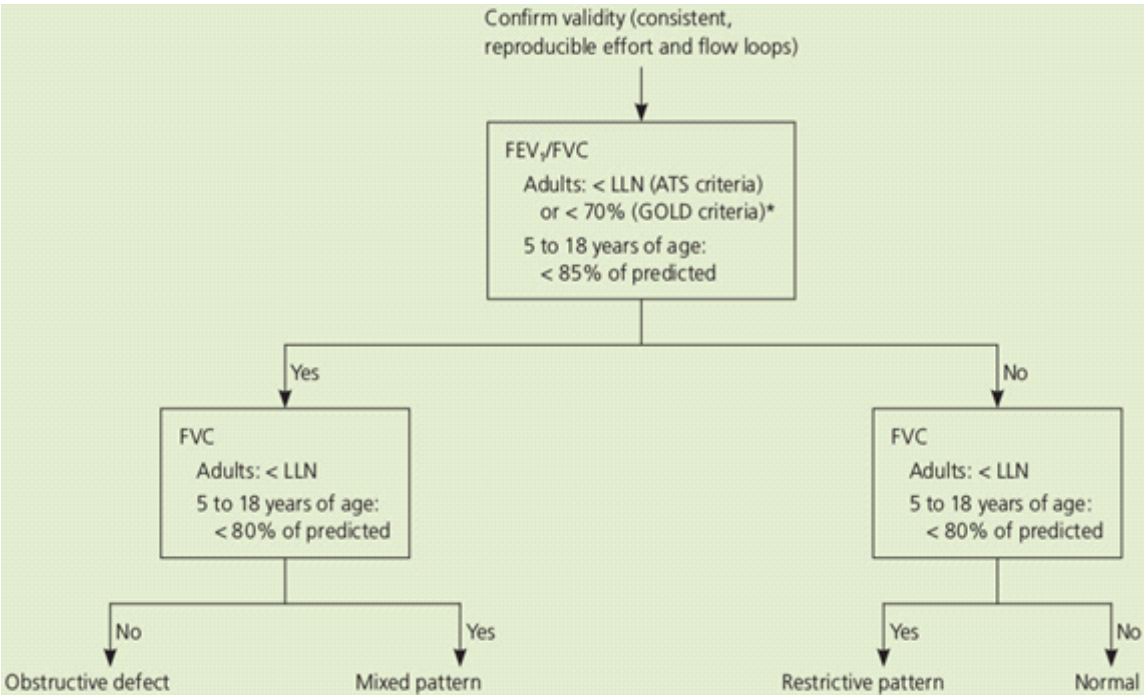 Confirm validity (consistent,
reproducible effort and flow loops)
FEV₁/FVC
Adults: < LLN (ATS criteria)
or < 70% (GOLD criteria)*
5 to 18 years of age:
< 85% of predicted
Yes
No
FVC
Adults: < LLN
5 to 18 years of age:
< 80% of predicted
FVC
Adults: < LLN
5 to 18 years of age:
< 80% of predicted
No
Yes
Yes
No
Obstructive defect
Mixed pattern
Restrictive pattern
Normal